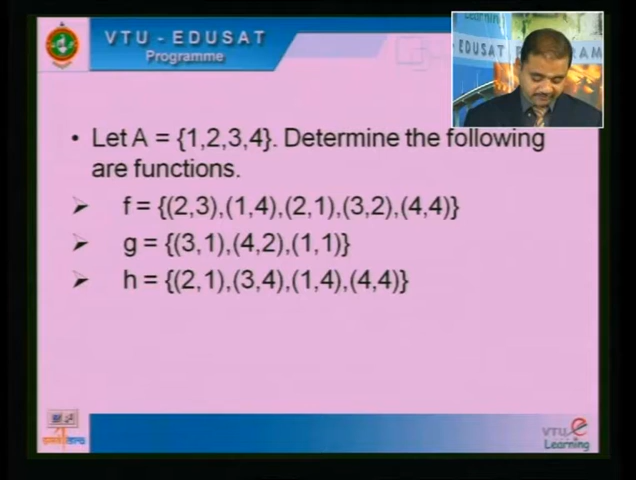 VTU - EDUSAT
Programme
Learning
EDUSAT PROGRAM
• Let A = {1,2,3,4}. Determine the following
are functions.
➢ f = {(2,3),(1,4),(2,1),(3,2),(4,4)}
➢ g = {(3,1),(4,2),(1,1)}
➢ h = {(2,1),(3,4),(1,4),(4,4)}
VTU e
Learning